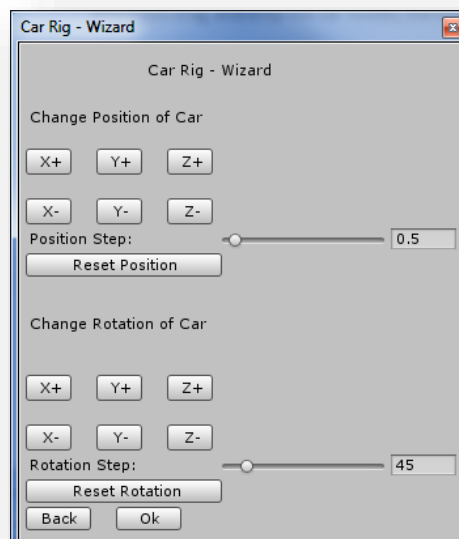 Car Rig - Wizard
Car Rig - Wizard
Change Position of Car
X+ Y+ Z+
X- Y- Z-
Position Step: 0.5
Reset Position
Change Rotation of Car
X+ Y+ Z+
X- Y- Z-
Rotation Step: 45
Reset Rotation
Back Ok